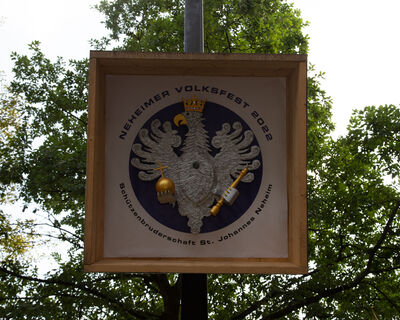 NEHEIMER VOLKSFEST 2022
Schützenbruderschaft St. Johannes Neheim